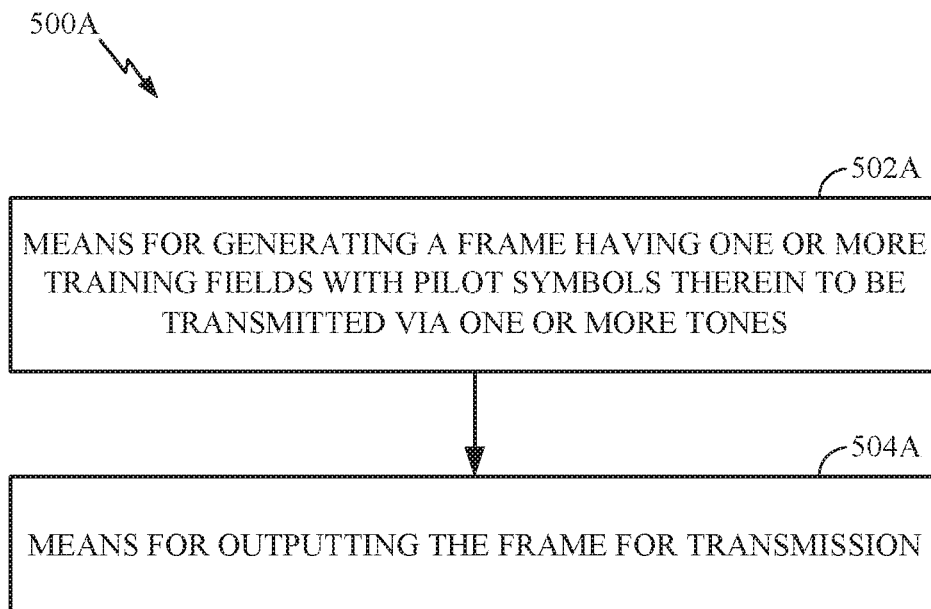 500A
502A
MEANS FOR GENERATING A FRAME HAVING ONE OR MORE
TRAINING FIELDS WITH PILOT SYMBOLS THEREIN TO BE
TRANSMITTED VIA ONE OR MORE TONES
504A
MEANS FOR OUTPUTTING THE FRAME FOR TRANSMISSION